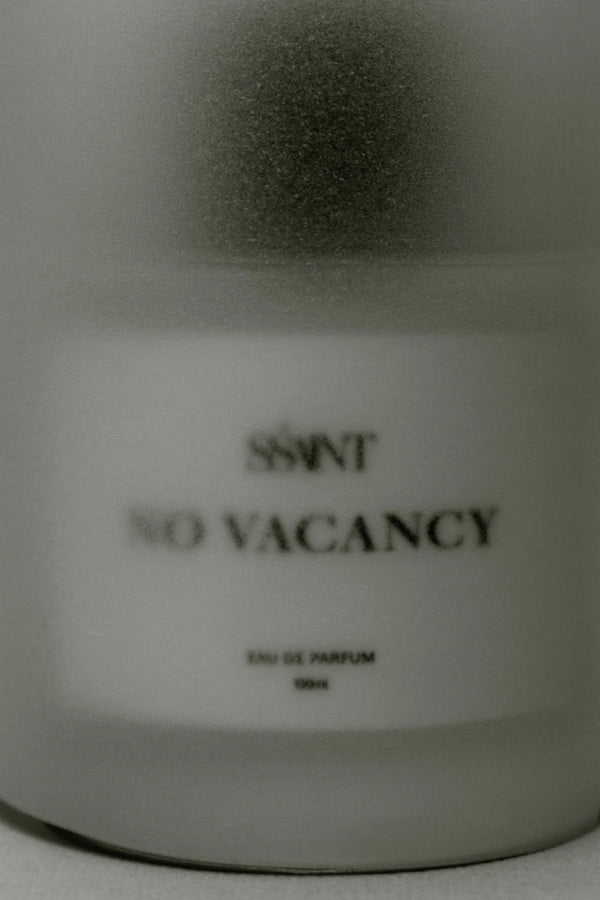 SSAINT
NO VACANCY
EAU DE PARFUM
100ml